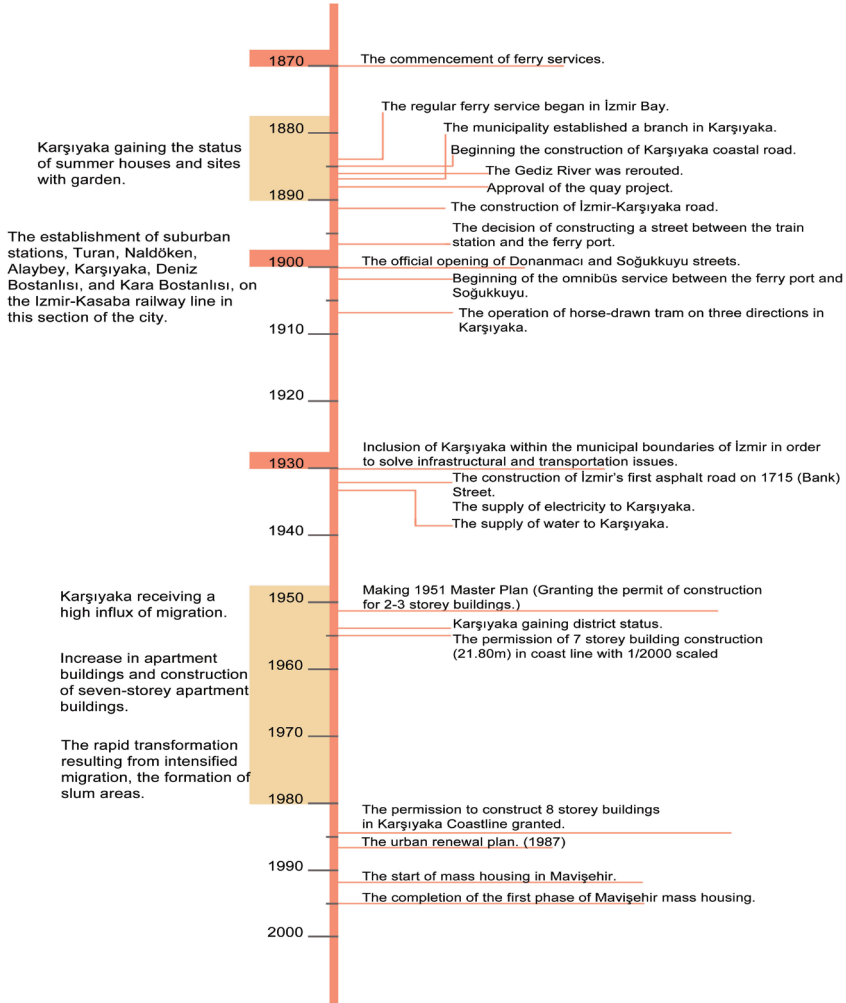 1870
The commencement of ferry services.
The regular ferry service began in İzmir Bay.
1880
The municipality established a branch in Karşıyaka.
Karşıyaka gaining the status
of summer houses and sites
with garden.
Beginning the construction of Karşıyaka coastal road.
The Gediz River was rerouted.
Approval of the quay project.
1890
The construction of İzmir-Karşıyaka road.
The decision of constructing a street between the train
station and the ferry port.
The establishment of suburban
stations, Turan, Naldöken,
Alaybey, Karşıyaka, Deniz
Bostanlısı, and Kara Bostanlısı, on
the Izmir-Kasaba railway line in
this section of the city.
1900
The official opening of Donanmacı and Soğukkuyu streets.
Beginning of the omnibüs service between the ferry port and
Soğukkuyu.
The operation of horse-drawn tram on three directions in
Karşıyaka.
1910
1920
Inclusion of Karşıyaka within the municipal boundaries of İzmir in order
to solve infrastructural and transportation issues.
1930
The construction of İzmir's first asphalt road on 1715 (Bank)
Street.
The supply of electricity to Karşıyaka.
The supply of water to Karşıyaka.
1940
Karşıyaka receiving a
high influx of migration.
1950
Making 1951 Master Plan (Granting the permit of construction
for 2-3 storey buildings.)
Karşıyaka gaining district status.
The permission of 7 storey building construction
(21.80m) in coast line with 1/2000 scaled
Increase in apartment
buildings and construction
of seven-storey apartment
buildings.
1960
1970
The rapid transformation
resulting from intensified
migration, the formation of
slum areas.
1980
The permission to construct 8 storey buildings
in Karşıyaka Coastline granted.
The urban renewal plan. (1987)
1990
The start of mass housing in Mavişehir.
The completion of the first phase of Mavişehir mass housing.
2000